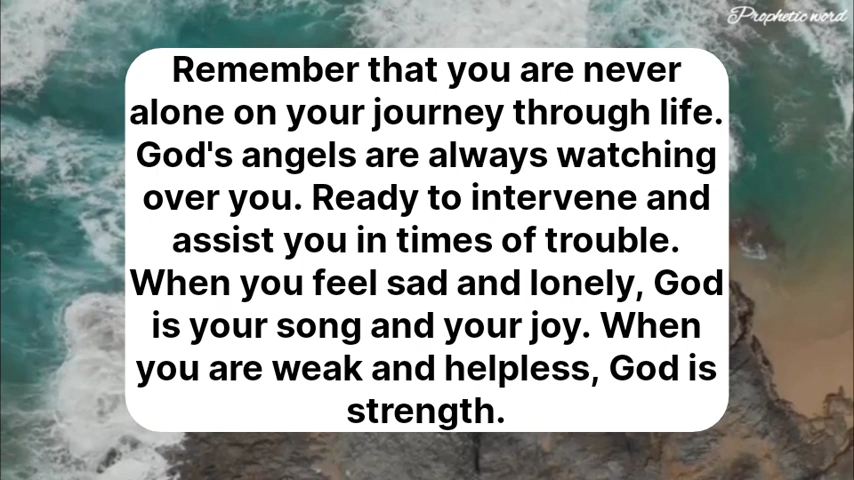 Prophetic word
Remember that you are never
alone on your journey through life.
God's angels are always watching
over you. Ready to intervene and
assist you in times of trouble.
When you feel sad and lonely, God
is your song and your joy. When
you are weak and helpless, God is
strength.